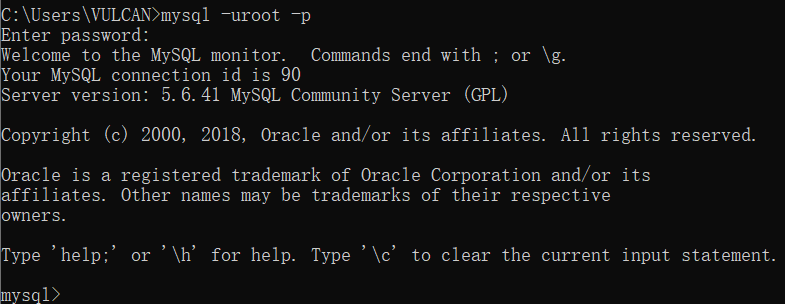 C:\Users\VULCAN>mysql -uroot -p
Enter password:
Welcome to the MySQL monitor.  Commands end with ; or \g.
Your MySQL connection id is 90
Server version: 5.6.41 MySQL Community Server (GPL)
Copyright (c) 2000, 2018, Oracle and/or its affiliates. All rights reserved.
Oracle is a registered trademark of Oracle Corporation and/or its
affiliates. Other names may be trademarks of their respective
owners.
Type 'help;' or '\h' for help. Type '\c' to clear the current input statement.
mysql>